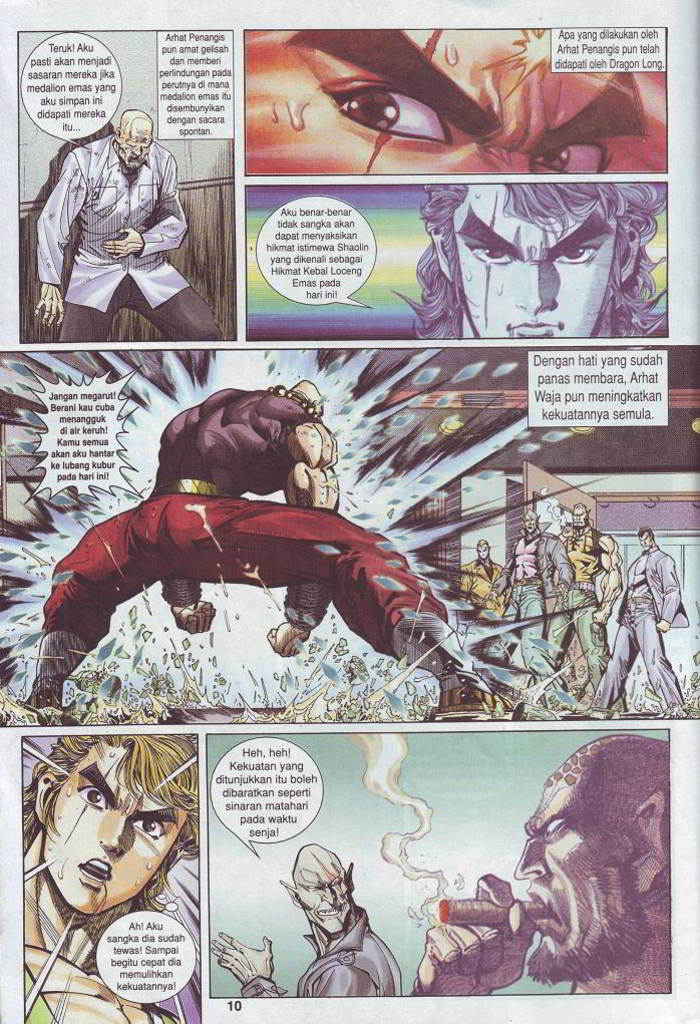 Teruk! Aku
pasti akan menjadi
sasaran mereka jika
medalion emas yang
aku simpan ini
didapati mereka
itu...
Arhat Penangis
pun amat gelisah
dan memberi
perlindungan pada
perutnya di mana
medalion emas itu
disembunyikan
dengan sacara
spontan.
Apa yang dilakukan oleh
Arhat Penangis pun telah
didapati oleh Dragon Long.
Aku benar-benar
tidak sangka akan
dapat menyaksikan
hikmat istimewa Shaolin
yang dikenali sebagai
Hikmat Kebal Loceng
Emas pada
hari ini!
Jangan megarut!
Berani kau cuba
menangguk
di air keruh!
Kamu semua
akan aku hantar
ke lubang kubur
pada hari ini!
Dengan hati yang sudah
panas membara, Arhat
Waja pun meningkatkan
kekuatannya semula.
Ah! Aku
sangka dia sudah
tewas! Sampai
begitu cepat dia
memulihkan
kekuatannya!
Heh, heh!
Kekuatan yang
ditunjukkan itu boleh
dibaratkan seperti
sinaran matahari
pada waktu
senja!
10